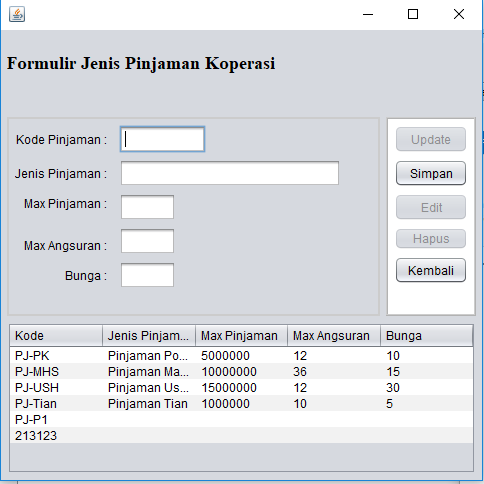 Formulir Jenis Pinjaman Koperasi
Kode Pinjaman :
Jenis Pinjaman :
Max Pinjaman :
Max Angsuran :
Bunga :
Update
Simpan
Edit
Hapus
Kembali
Kode Jenis Pinjam... Max Pinjaman Max Angsuran Bunga
PJ-PK Pinjaman Po... 5000000 12 10
PJ-MHS Pinjaman Ma... 10000000 36 15
PJ-USH Pinjaman Us... 15000000 12 30
PJ-Tian Pinjaman Tian 1000000 10 5
PJ-P1
213123